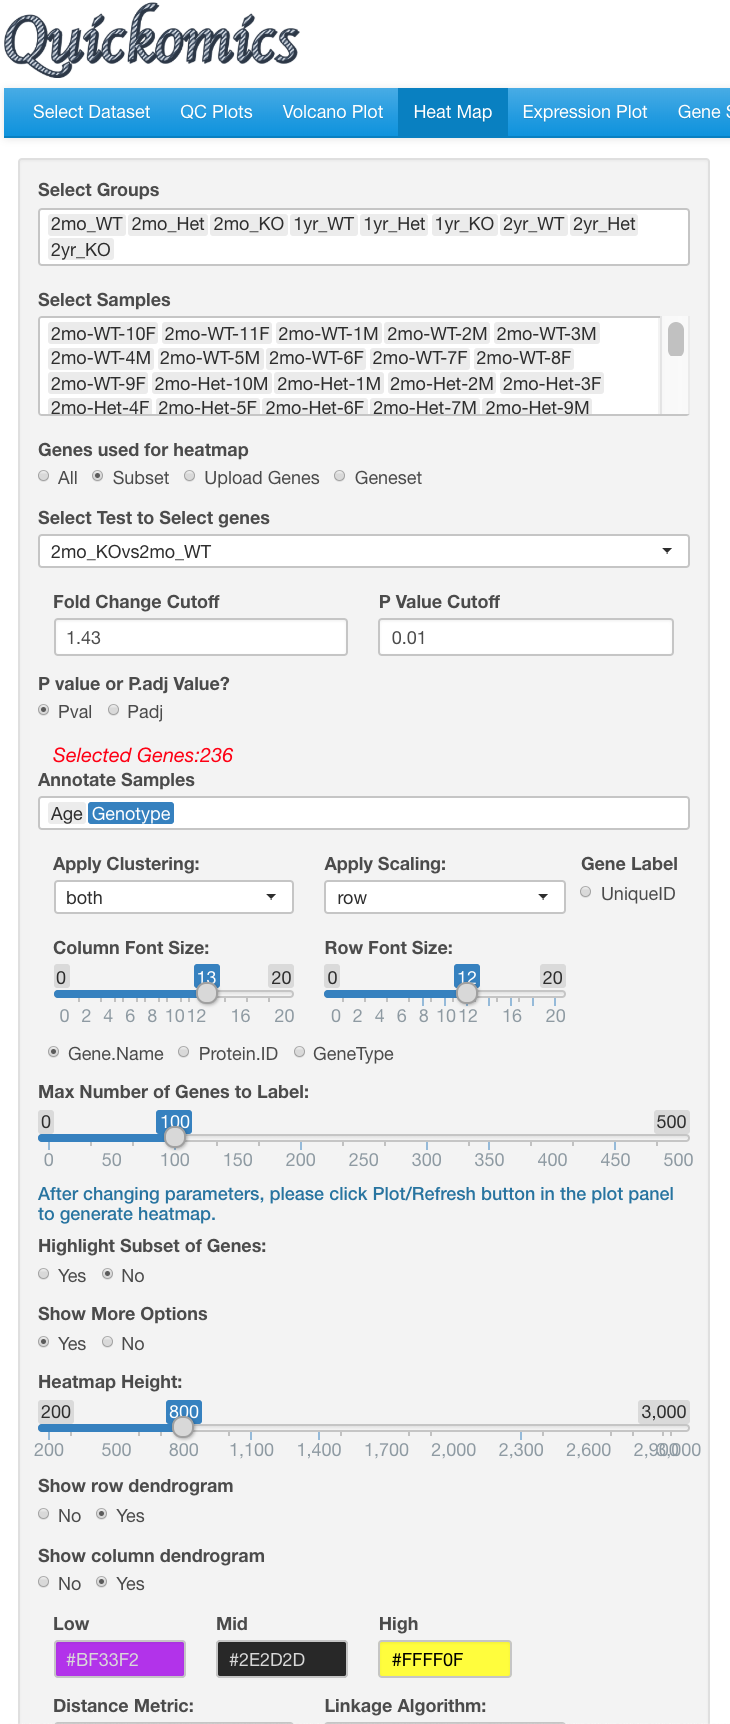 Quickomics
Select Dataset QC Plots Volcano Plot Heat Map Expression Plot Gene S
Select Groups
2mo_WT 2mo_Het 2mo_KO 1yr_WT 1yr_Het 1yr_KO 2yr_WT 2yr_Het
2yr_KO
Select Samples
2mo-WT-10F 2mo-WT-11F 2mo-WT-1M 2mo-WT-2M 2mo-WT-3M
2mo-WT-4M 2mo-WT-5M 2mo-WT-6F 2mo-WT-7F 2mo-WT-8F
2mo-WT-9F 2mo-Het-10M 2mo-Het-1M 2mo-Het-2M 2mo-Het-3F
2mo-Het-4F 2mo-Het-5F 2mo-Het-6F 2mo-Het-7M 2mo-Het-9M
Genes used for heatmap
All Subset Upload Genes Geneset
Select Test to Select genes
2mo_KOvs2mo_WT
Fold Change Cutoff P Value Cutoff
1.43 0.01
P value or P.adj Value?
Pval Padj
Selected Genes:236
Annotate Samples
Age Genotype
Apply Clustering: Apply Scaling: Gene Label
both row UniqueID
Column Font Size: Row Font Size:
0 13 20 0 12 20
0 2 4 6 8 10 12 16 20 0 2 4 6 8 10 12 16 20
Gene.Name Protein.ID GeneType
Max Number of Genes to Label:
0 100 500
0 50 100 150 200 250 300 350 400 450 500
After changing parameters, please click Plot/Refresh button in the plot panel
to generate heatmap.
Highlight Subset of Genes:
Yes No
Show More Options
Yes No
Heatmap Height:
200 800 3,000
200 500 800 1,100 1,400 1,700 2,000 2,300 2,600 2,900 3,000
Show row dendrogram
No Yes
Show column dendrogram
No Yes
Low Mid High
#BF33F2 #2E2D2D #FFFF0F
Distance Metric: Linkage Algorithm: